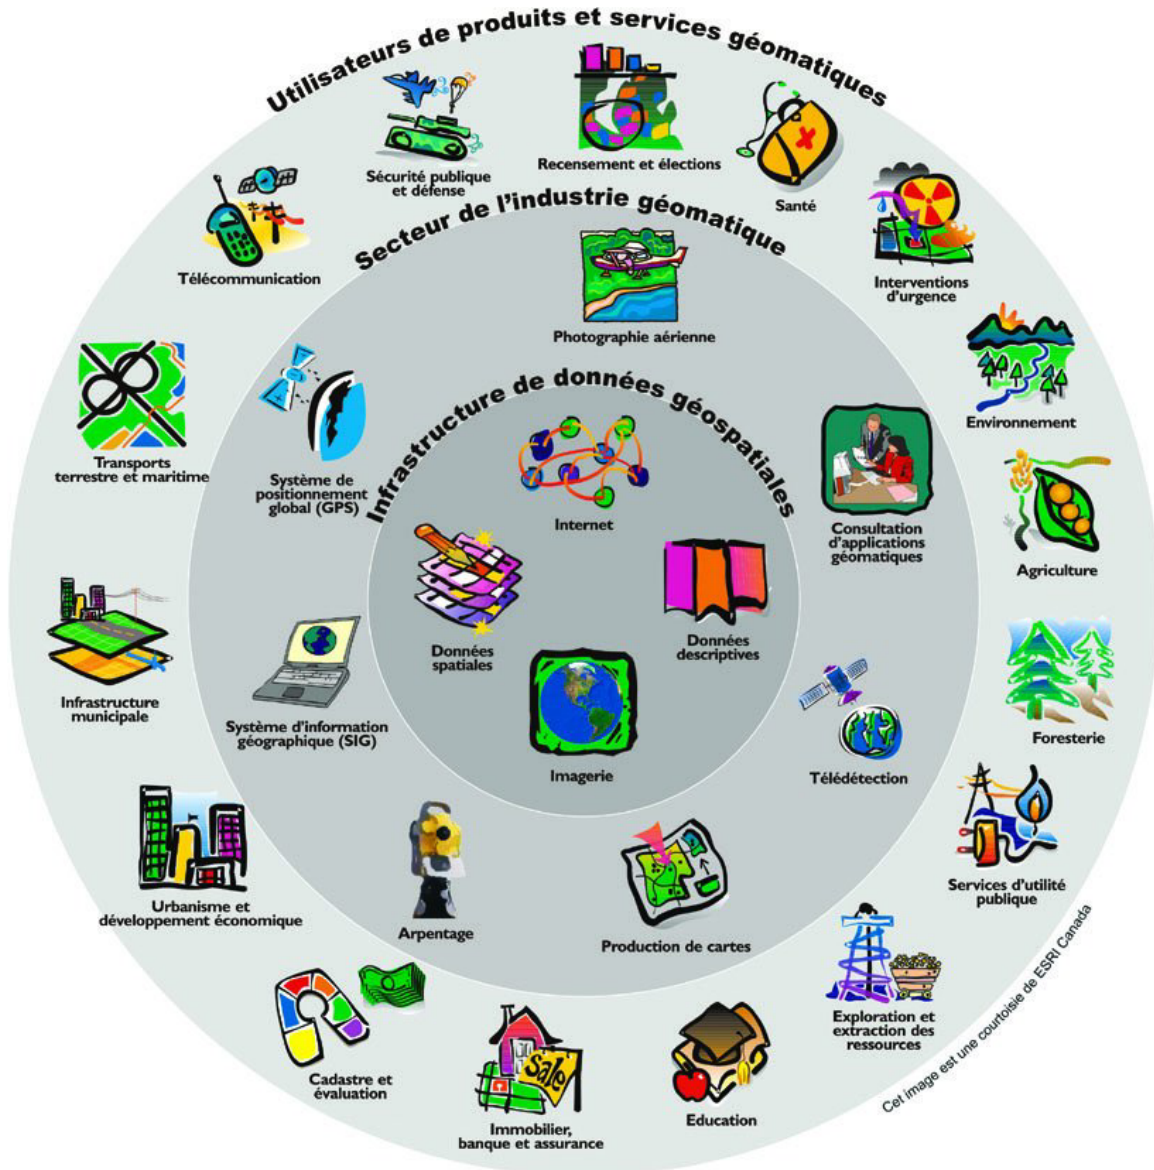 Utilisateurs de produits et services géomatiques
Sécurité publique
et défense
Recensement et élections
Santé
Interventions
d'urgence
Télécommunication
Environnement
Transports
terrestre et maritime
Agriculture
Infrastructure
municipale
Foresterie
Urbanisme et
développement économique
Services d'utilité
publique
Cadastre et
évaluation
Sale
Immobilier,
banque et assurance
Education
Exploration et
extraction des
ressources
Secteur de l'industrie géomatique
Photographie aérienne
Système de
positionnement
global (GPS)
Consultation
d'applications
géomatiques
Système d'information
géographique (SIG)
Télédétection
Arpentage
Production de cartes
Infrastructure de données géospatiales
Internet
Données
spatiales
Données
descriptives
Imagerie
Cet image est une courtoisie de ESRI Canada